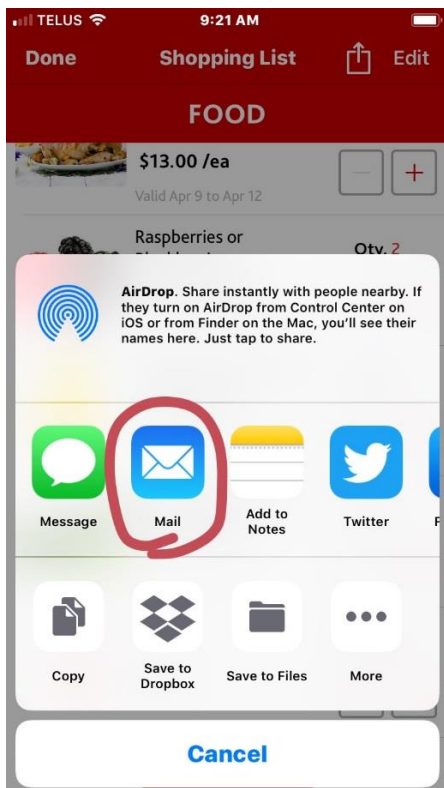 TELUS 9:21 AM
Done Shopping List Edit
FOOD
$13.00 /ea
Valid Apr 9 to Apr 12
Raspberries or
Qty. 2
AirDrop. Share instantly with people nearby. If
they turn on AirDrop from Control Center on
iOS or from Finder on the Mac, you'll see their
names here. Just tap to share.
Message Mail Add to Notes Twitter
Copy Save to Dropbox Save to Files More
Cancel